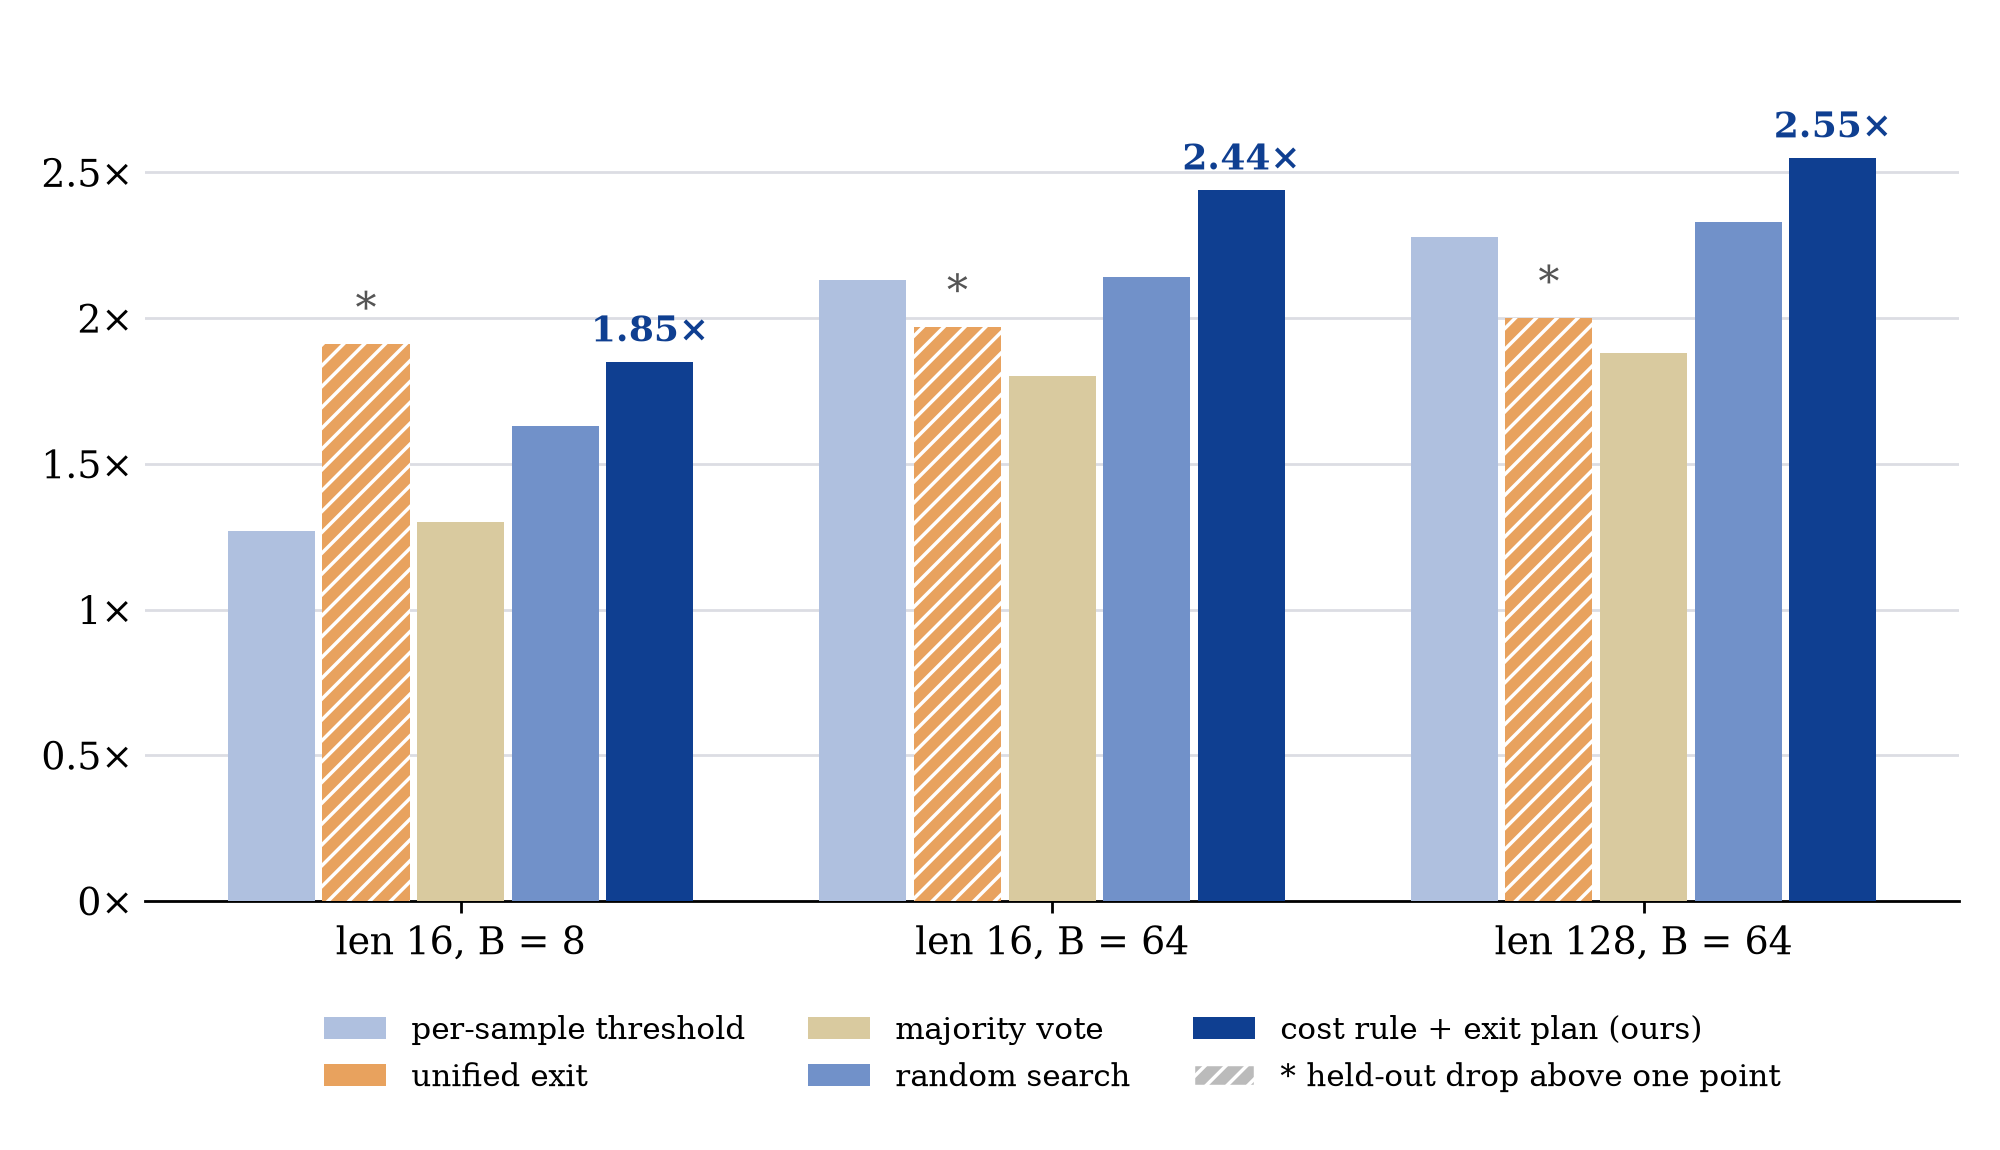 2.55×
2.44×
2.5×
*
*
*
2×
1.85×
1.5×
1×
0.5×
0×
len 16, B = 8
len 16, B = 64
len 128, B = 64
per-sample threshold
majority vote
cost rule + exit plan (ours)
unified exit
random search
* held-out drop above one point